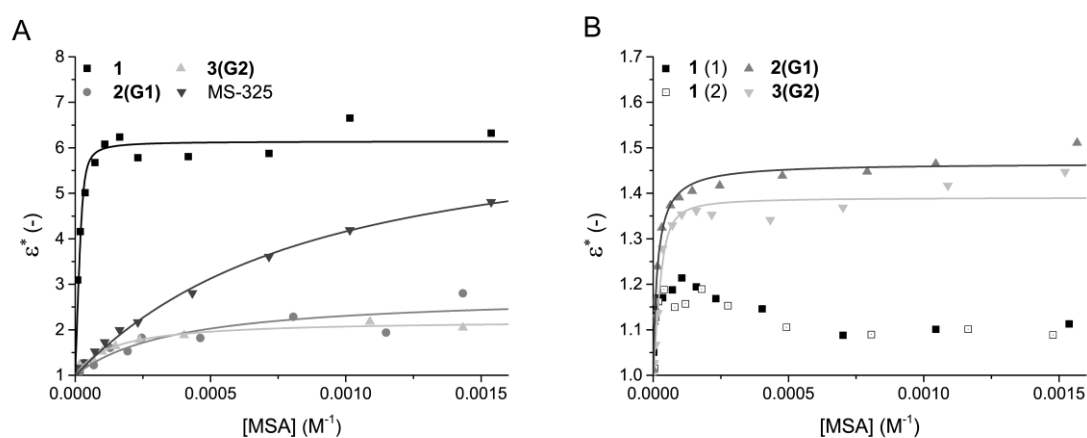 A
B
1
3(G2)
2(G1)
MS-325
8
7
6
5
4
3
2
1
ε* (-)
0.0000
0.0005
0.0010
0.0015
[MSA] (M⁻¹)
1 (1)
2(G1)
1 (2)
3(G2)
1.7
1.6
1.5
1.4
1.3
1.2
1.1
1.0
ε* (-)
0.0000
0.0005
0.0010
0.0015
[MSA] (M⁻¹)